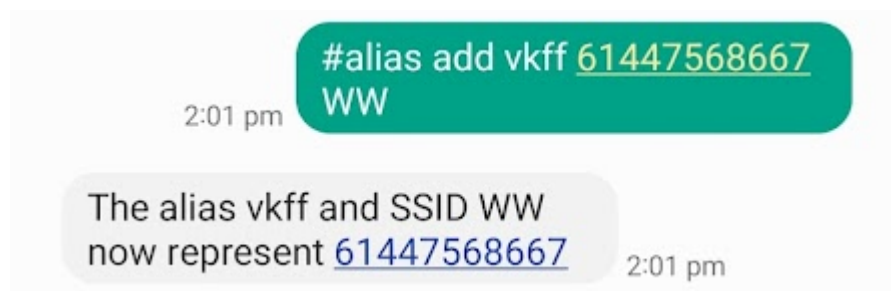 #alias add vkff 61447568667
WW
2:01 pm
The alias vkff and SSID WW
now represent 61447568667
2:01 pm